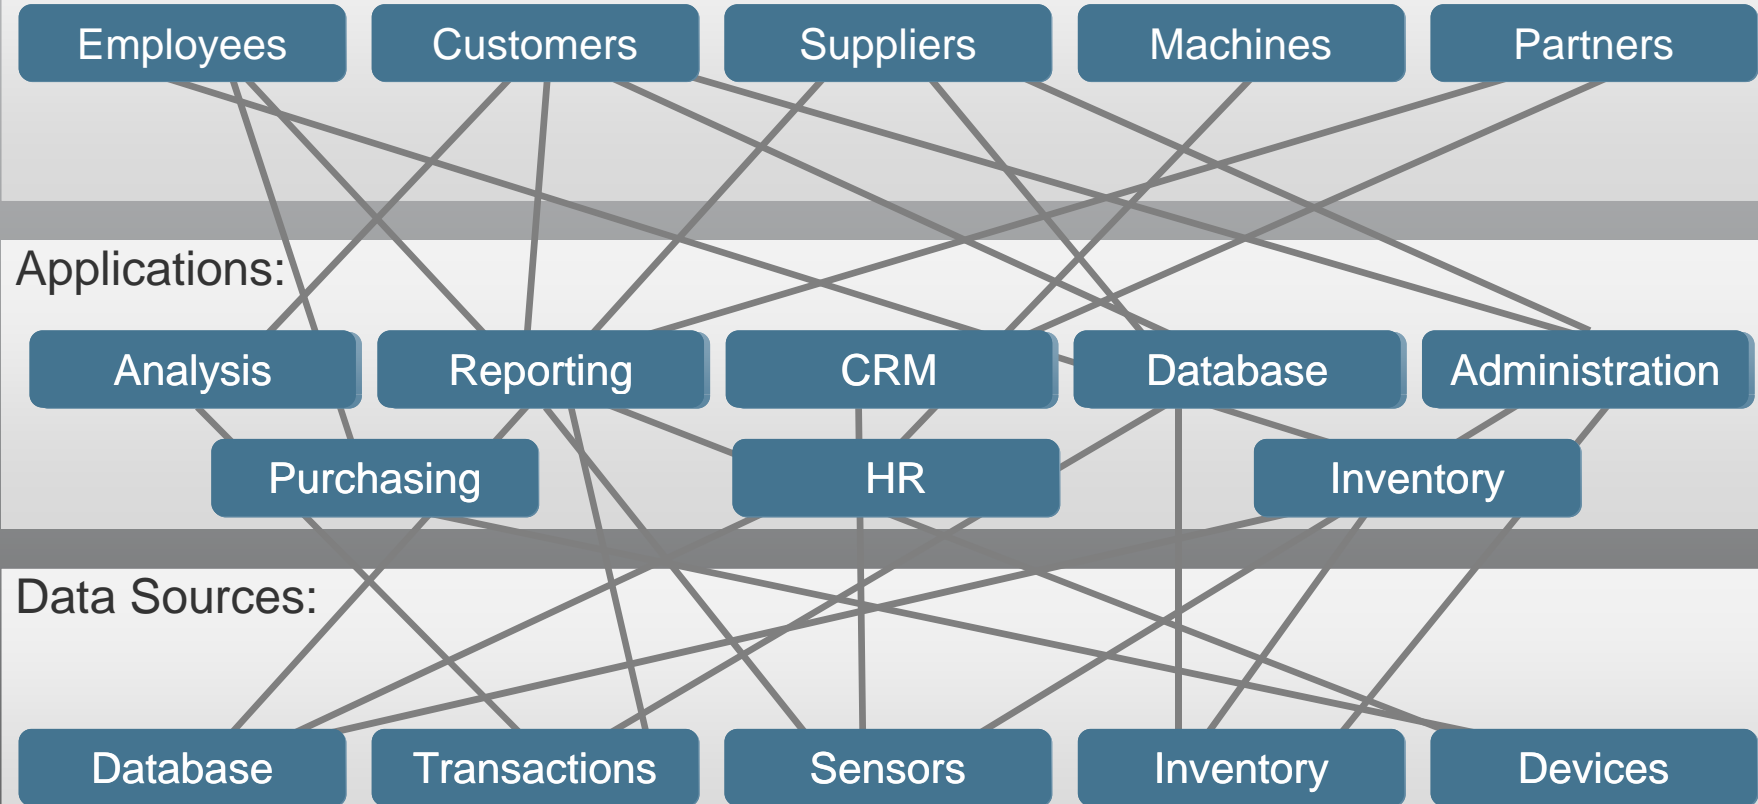 Employees Customers Suppliers Machines Partners
Applications:
Analysis Reporting CRM Database Administration
Purchasing HR Inventory
Data Sources:
Database Transactions Sensors Inventory Devices